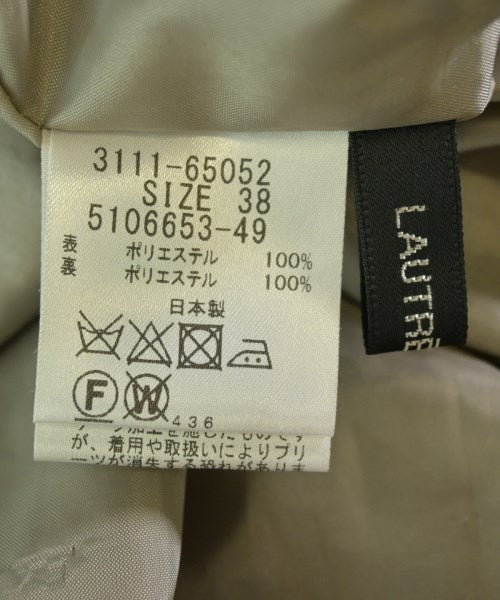 3111-65052
SIZE 38
5106653-49
表 ポリエステル 100%
裏 ポリエステル 100%
日本製
F W
436
が、着用や取扱いによりプリ
ーツが消失する恐れがありま
LAUTRE